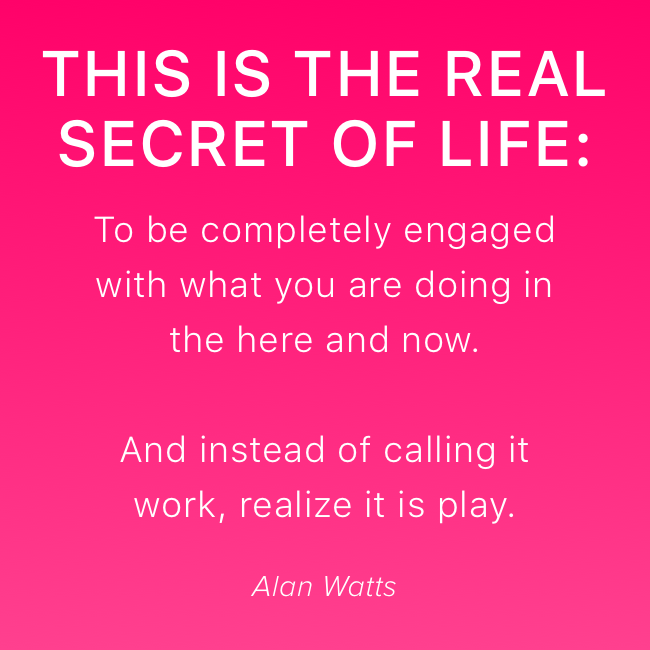 THIS IS THE REAL
SECRET OF LIFE:
To be completely engaged
with what you are doing in
the here and now.
And instead of calling it
work, realize it is play.
Alan Watts